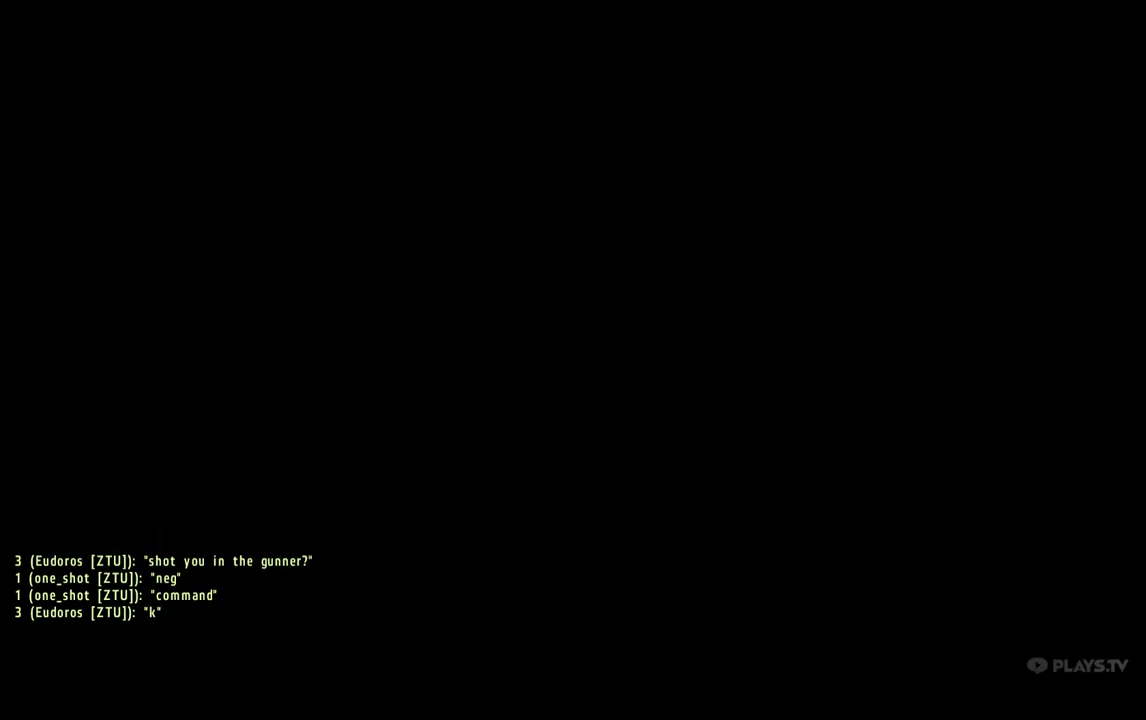 3 (Eudoros [ZTU]): "shot you in the gunner?"
1 (one_shot [ZTU]): "neg"
1 (one_shot [ZTU]): "command"
3 (Eudoros [ZTU]): "k"
PLAYS.TV